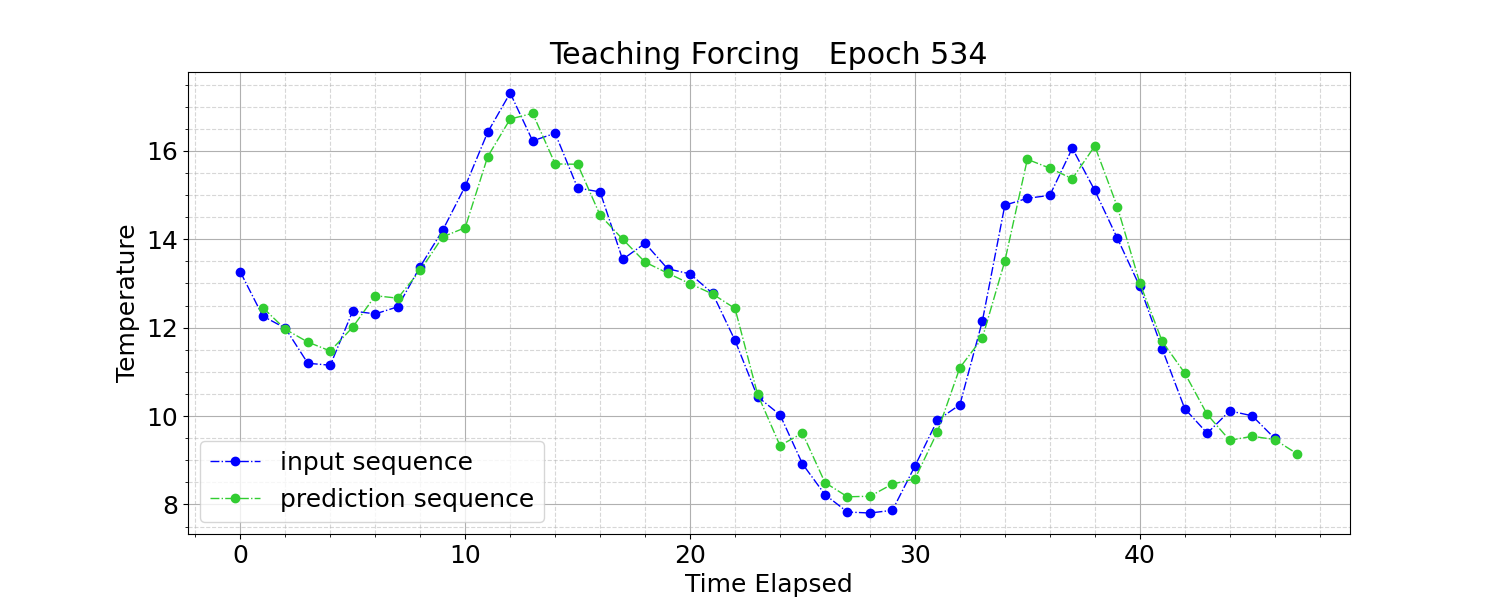 Teaching Forcing   Epoch 534
Temperature
16
14
12
10
8
input sequence
prediction sequence
0 10 20 30 40
Time Elapsed